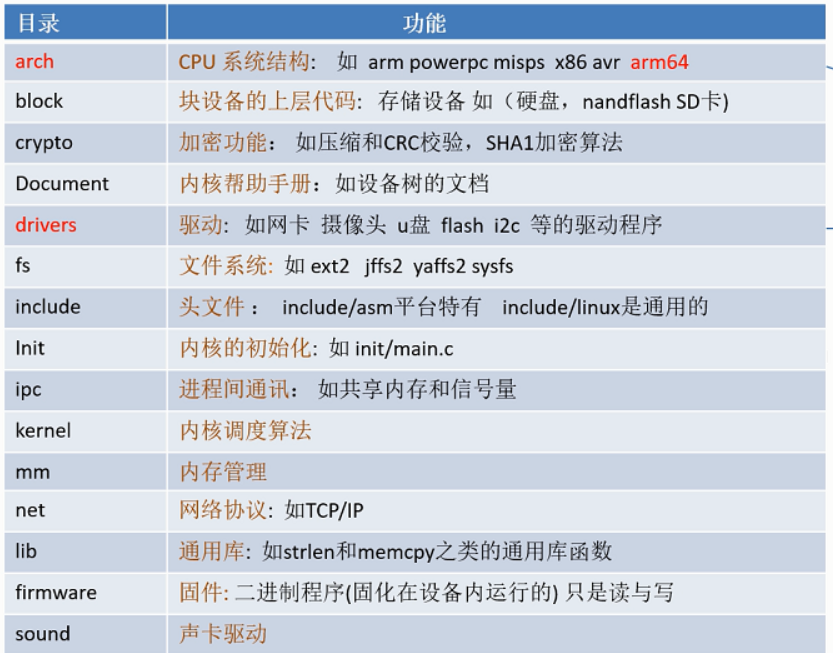 目录 功能
arch CPU 系统结构: 如 arm powerpc misps x86 avr arm64
block 块设备的上层代码: 存储设备 如（硬盘，nandflash SD卡)
crypto 加密功能： 如压缩和CRC校验，SHA1加密算法
Document 内核帮助手册：如设备树的文档
drivers 驱动: 如网卡 摄像头 u盘 flash i2c 等的驱动程序
fs 文件系统: 如 ext2 jffs2 yaffs2 sysfs
include 头文件： include/asm平台特有 include/linux是通用的
Init 内核的初始化: 如 init/main.c
ipc 进程间通讯： 如共享内存和信号量
kernel 内核调度算法
mm 内存管理
net 网络协议: 如TCP/IP
lib 通用库: 如strlen和memcpy之类的通用库函数
firmware 固件: 二进制程序(固化在设备内运行的) 只是读与写
sound 声卡驱动